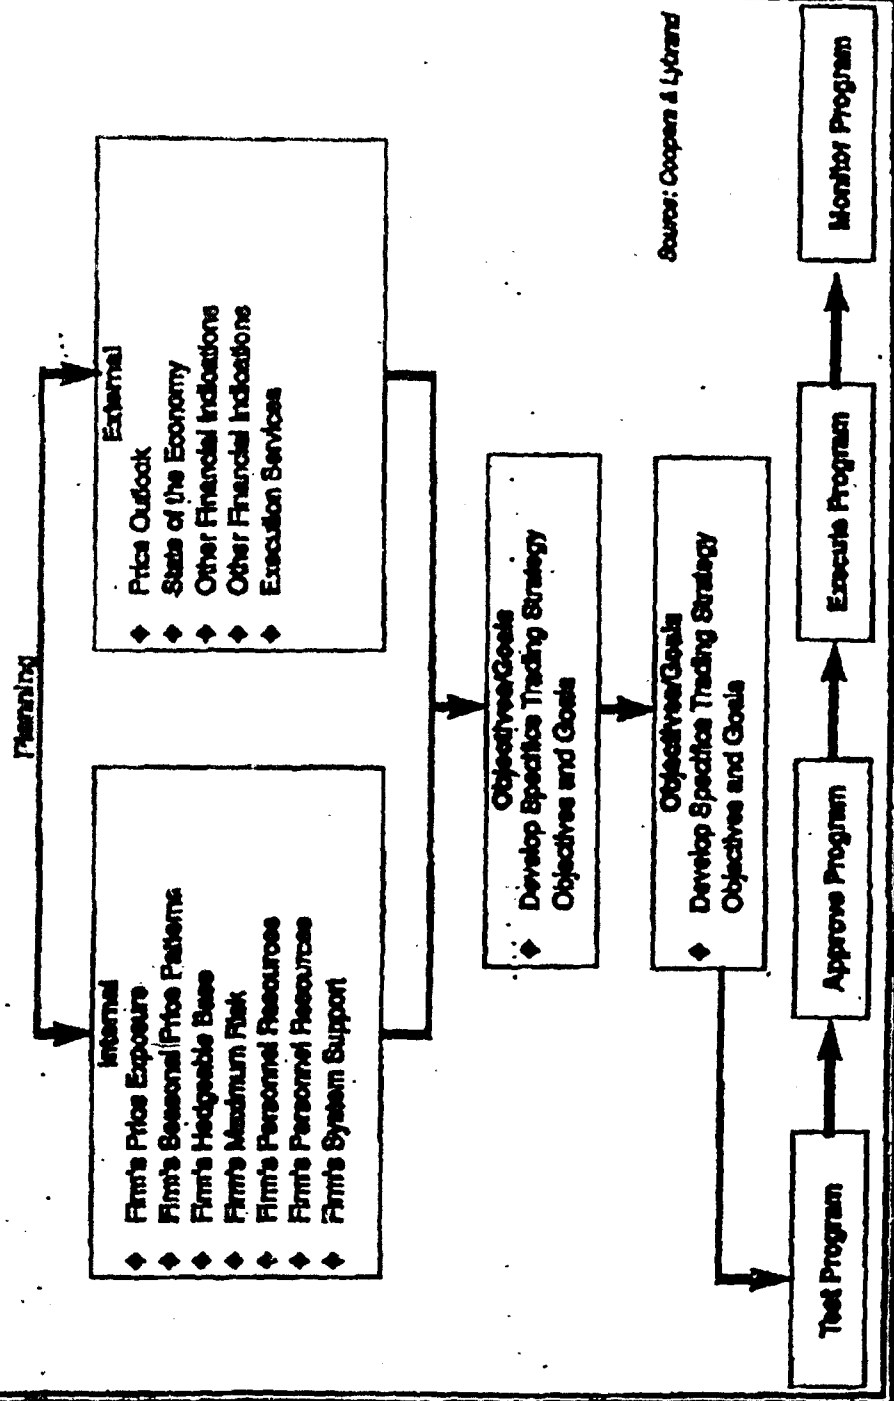 Planning
Internal
◆ Firm's Price Exposure
◆ Firm's Seasonal Price Patterns
◆ Firm's Hedgeable Base
◆ Firm's Maximum Risk
◆ Firm's Personnel Resources
◆ Firm's Personnel Resources
◆ Firm's System Support
External
◆ Price Outlook
◆ State of the Economy
◆ Other Financial Indications
◆ Other Financial Indications
◆ Execution Services
Objectives/Goals
◆ Develop Specifice Trading Strategy
Objectives and Goals
Objectives/Goals
◆ Develop Specifice Trading Strategy
Objectives and Goals
Source: Coopers & Lybrand
Test Program
Approve Program
Execute Program
Monitor Program